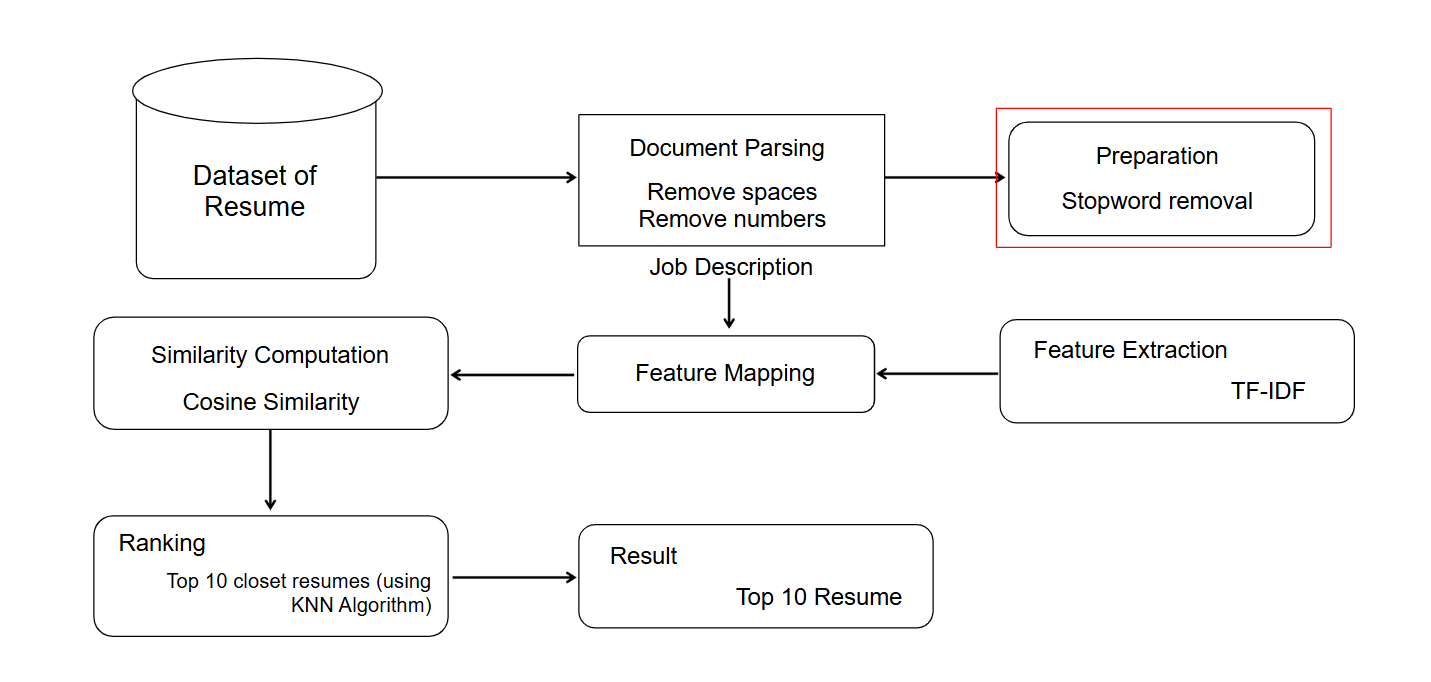 Dataset of
Resume
Document Parsing
Remove spaces
Remove numbers
Preparation
Stopword removal
Job Description
Similarity Computation
Cosine Similarity
Feature Mapping
Feature Extraction
TF-IDF
Ranking
Top 10 closet resumes (using
KNN Algorithm)
Result
Top 10 Resume